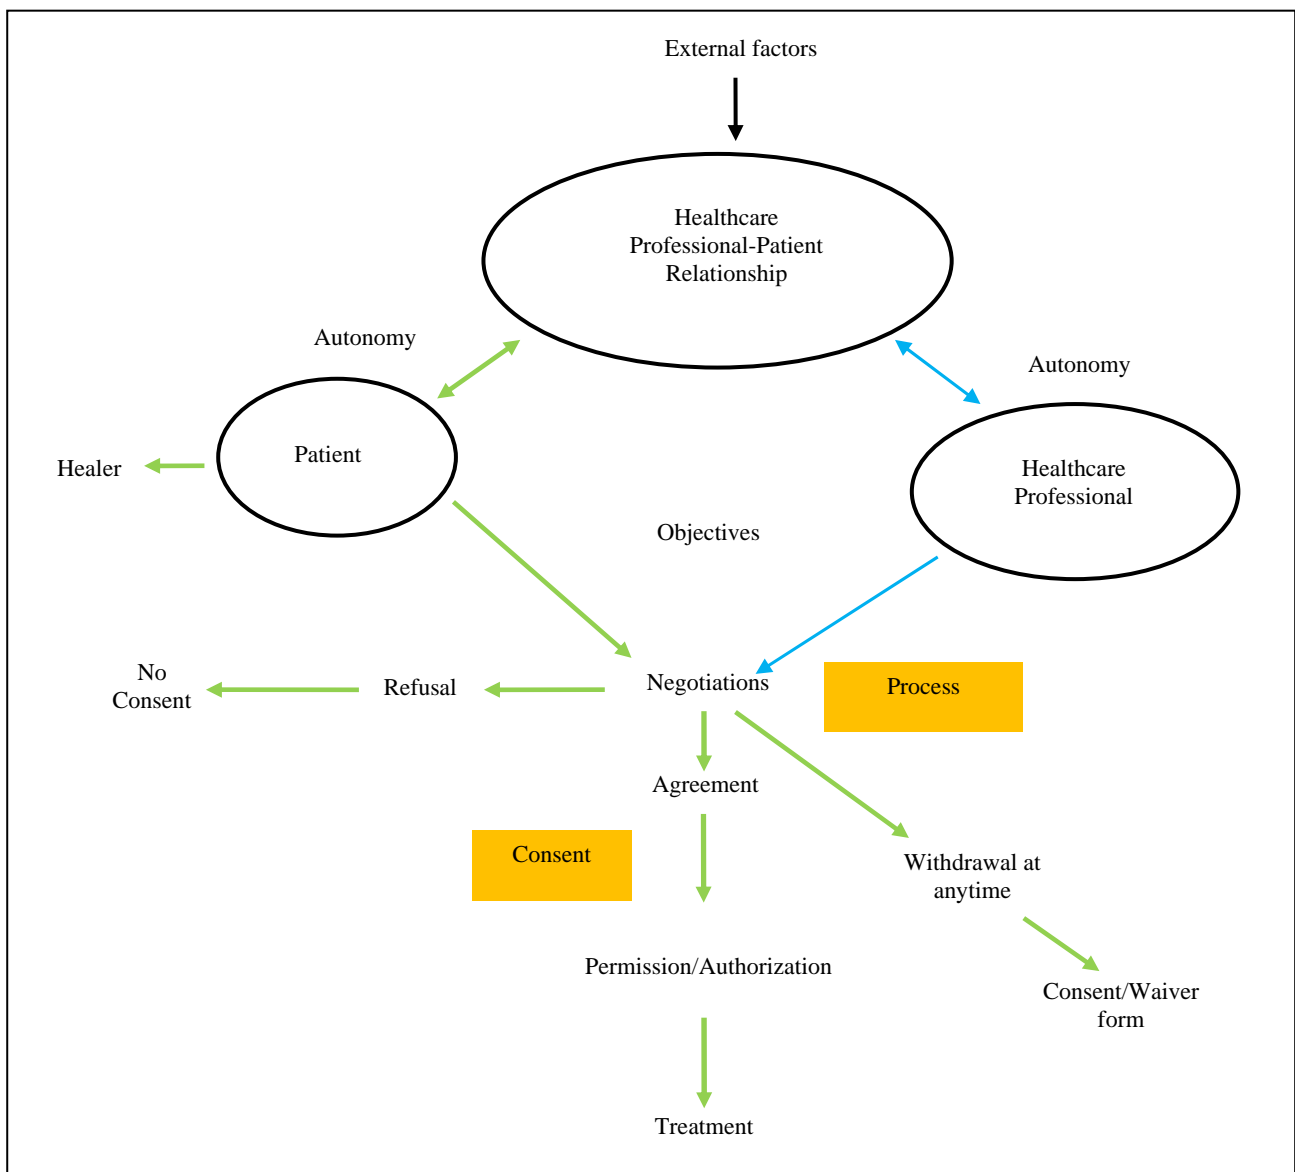 External factors
Healthcare
Professional-Patient
Relationship
Autonomy
Autonomy
Patient
Healer
Healthcare
Professional
Objectives
No
Consent
Refusal
Negotiations
Process
Agreement
Consent
Withdrawal at
anytime
Permission/Authorization
Consent/Waiver
form
Treatment